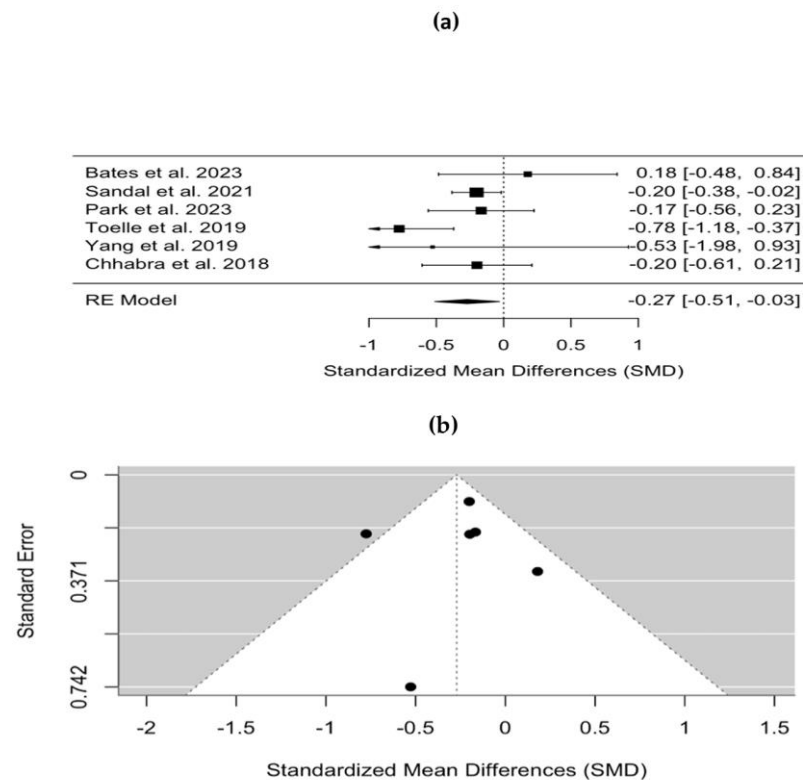 (a)
Bates et al. 2023 0.18 [-0.48, 0.84]
Sandal et al. 2021 -0.20 [-0.38, -0.02]
Park et al. 2023 -0.17 [-0.56, 0.23]
Toelle et al. 2019 -0.78 [-1.18, -0.37]
Yang et al. 2019 -0.53 [-1.98, 0.93]
Chhabra et al. 2018 -0.20 [-0.61, 0.21]
RE Model -0.27 [-0.51, -0.03]
-1 -0.5 0 0.5 1
Standardized Mean Differences (SMD)
(b)
Standard Error
0
0.371
0.742
-2 -1.5 -1 -0.5 0 0.5 1 1.5
Standardized Mean Differences (SMD)